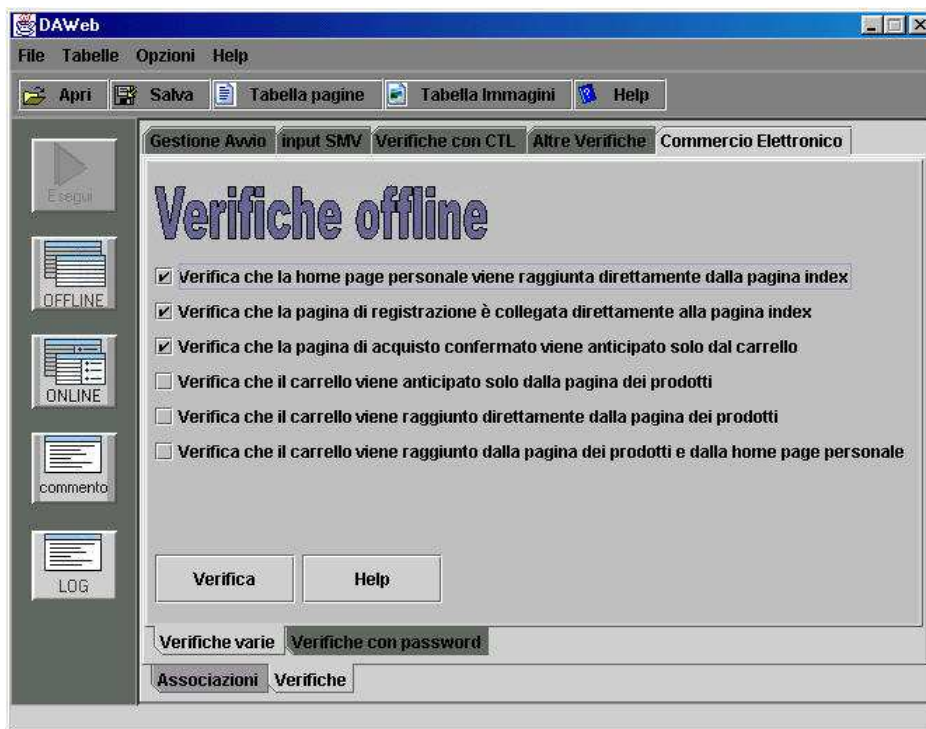 DAWeb
File Tabelle Opzioni Help
Apri Salva Tabella pagine Tabella Immagini Help
Gestione Avvio input SMV Verifiche con CTL Altre Verifiche Commercio Elettronico
Esegui
Verifiche offline
OFFLINE
Verifica che la home page personale viene raggiunta direttamente dalla pagina index
Verifica che la pagina di registrazione è collegata direttamente alla pagina index
Verifica che la pagina di acquisto confermato viene anticipato solo dal carrello
ONLINE
Verifica che il carrello viene anticipato solo dalla pagina dei prodotti
Verifica che il carrello viene raggiunto direttamente dalla pagina dei prodotti
Verifica che il carrello viene raggiunto dalla pagina dei prodotti e dalla home page personale
commento
LOG
Verifica Help
Verifiche varie Verifiche con password
Associazioni Verifiche